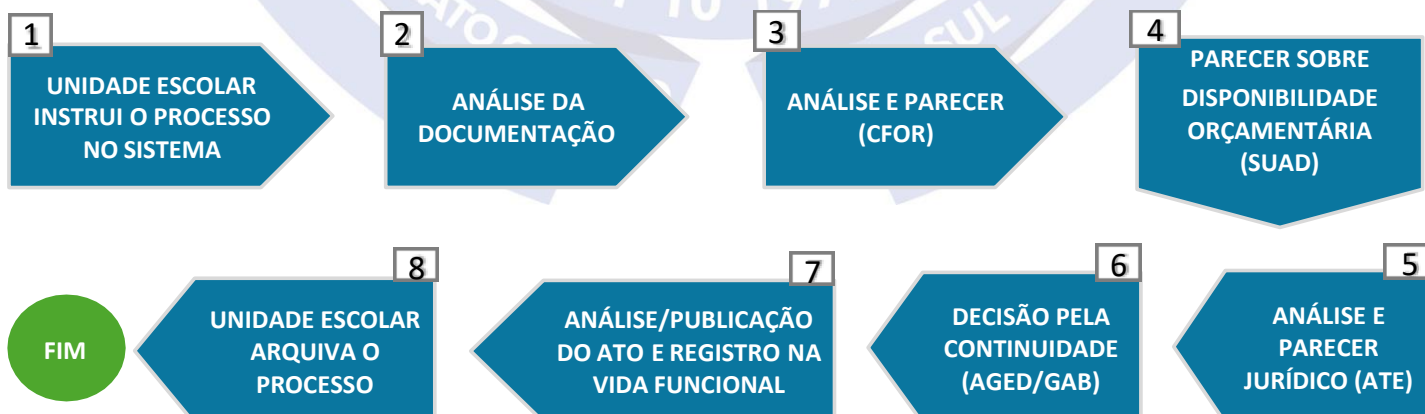 1
UNIDADE ESCOLAR
INSTRUI O PROCESSO
NO SISTEMA
2
ANÁLISE DA
DOCUMENTAÇÃO
3
ANÁLISE E PARECER
(CFOR)
4
PARECER SOBRE
DISPONIBILIDADE
ORÇAMENTÁRIA
(SUAD)
5
ANÁLISE E
PARECER
JURÍDICO (ATE)
6
DECISÃO PELA
CONTINUIDADE
(AGED/GAB)
7
ANÁLISE/PUBLICAÇÃO
DO ATO E REGISTRO NA
VIDA FUNCIONAL
8
UNIDADE ESCOLAR
ARQUIVA O
PROCESSO
FIM
SUL